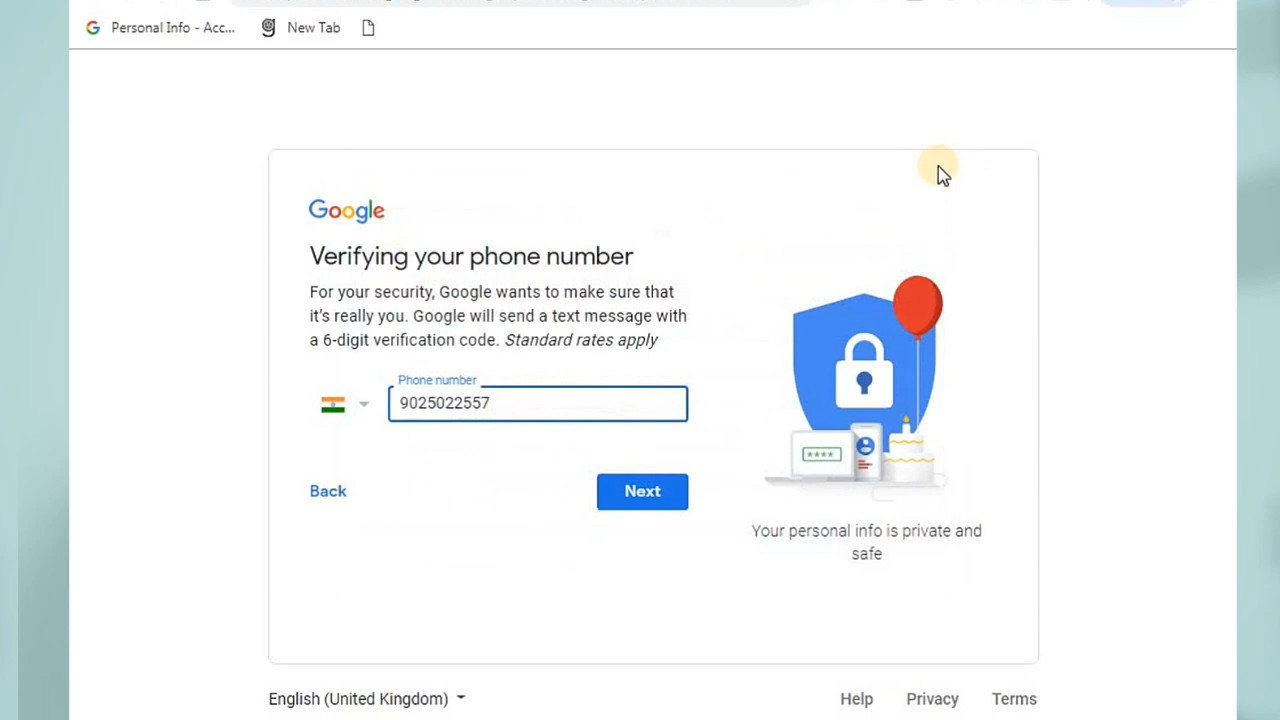 Personal Info - Acc...
New Tab
Google
Verifying your phone number
For your security, Google wants to make sure that
it's really you. Google will send a text message with
a 6-digit verification code. Standard rates apply
Phone number
9025022557
Back
Next
****
Your personal info is private and
safe
English (United Kingdom)
Help
Privacy
Terms